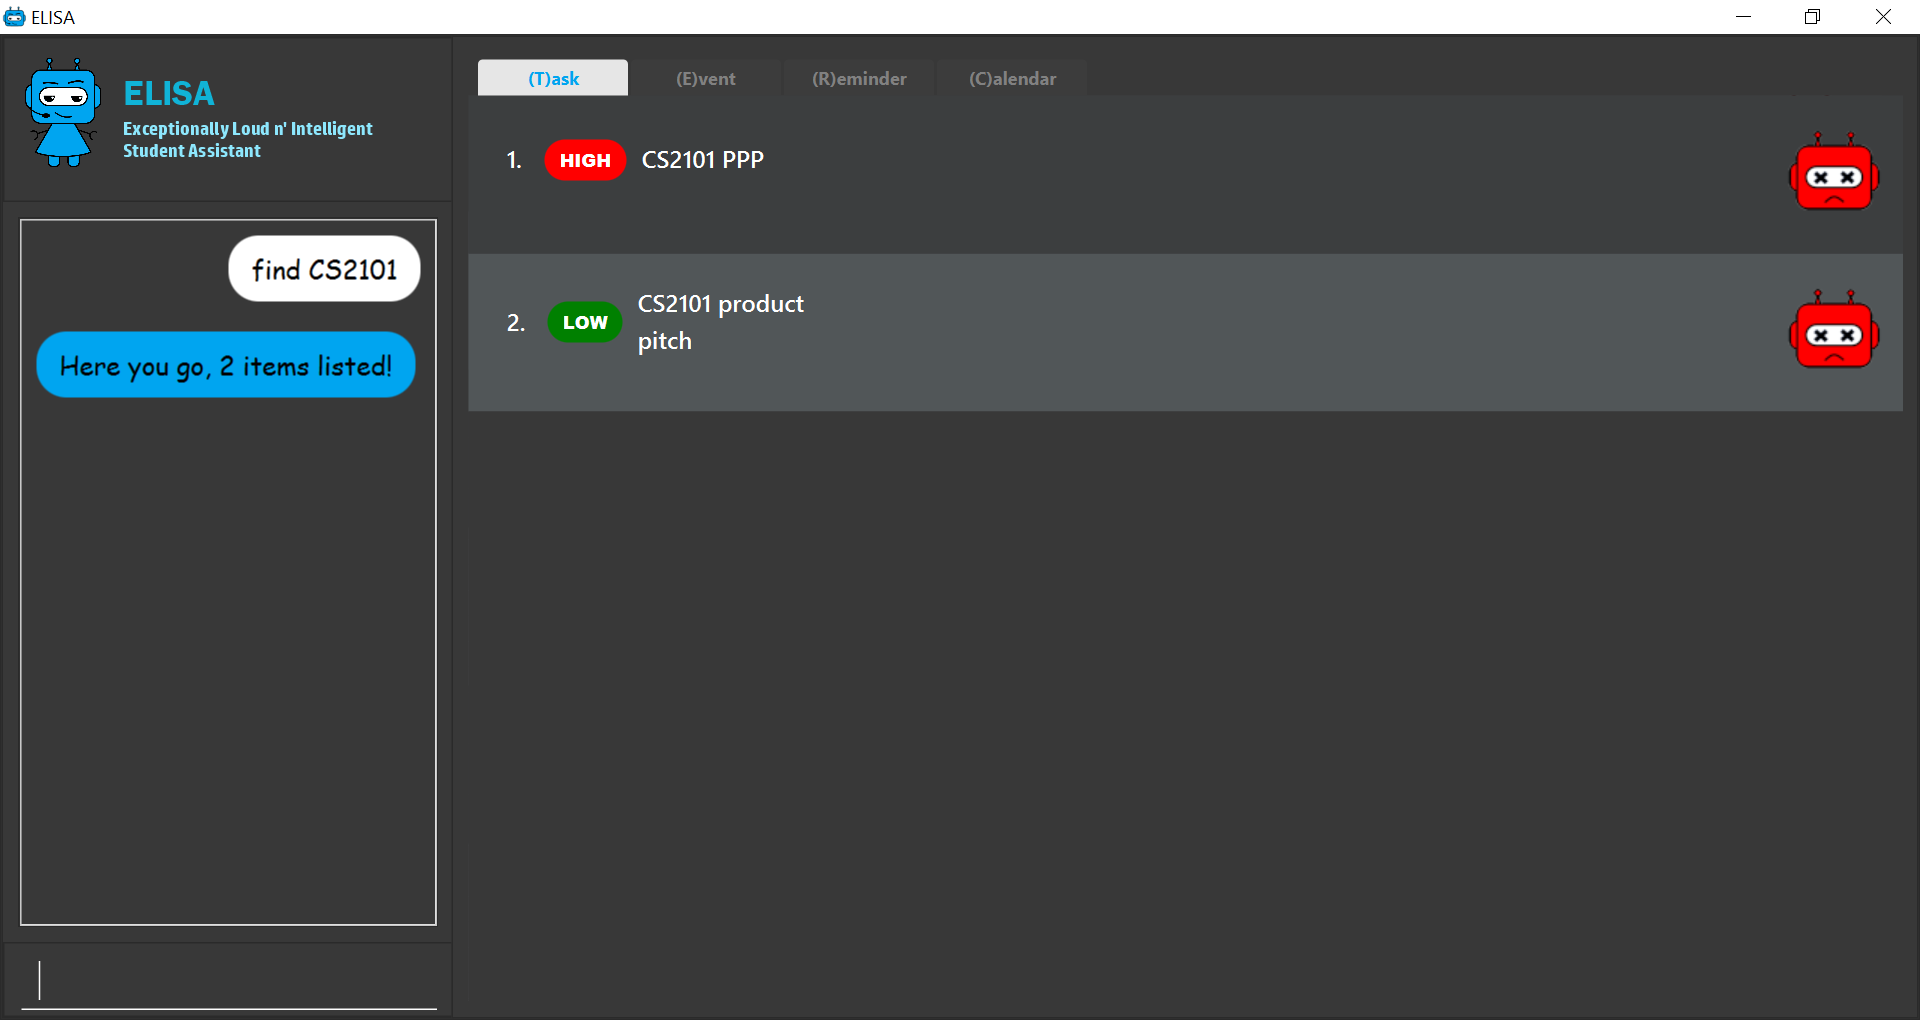 ELISA
ELISA
Exceptionally Loud n' Intelligent
Student Assistant
find CS2101
Here you go, 2 items listed!
(T)ask (E)vent (R)eminder (C)alendar
1. HIGH CS2101 PPP
2. LOW CS2101 product
pitch